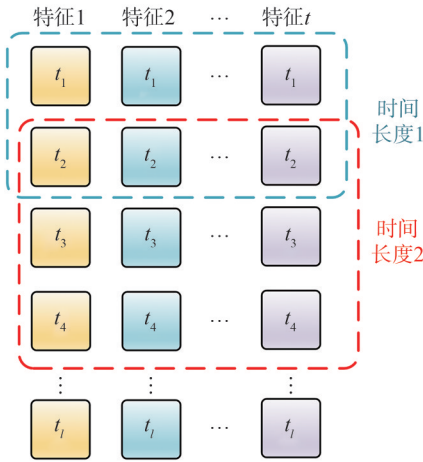 特征1 特征2 … 特征t
t₁ t₁ … t₁
时间
长度1
t₂ t₂ … t₂
t₃ t₃ … t₃
时间
长度2
t₄ t₄ … t₄
⋮ ⋮ ⋮
tₗ tₗ … tₗ